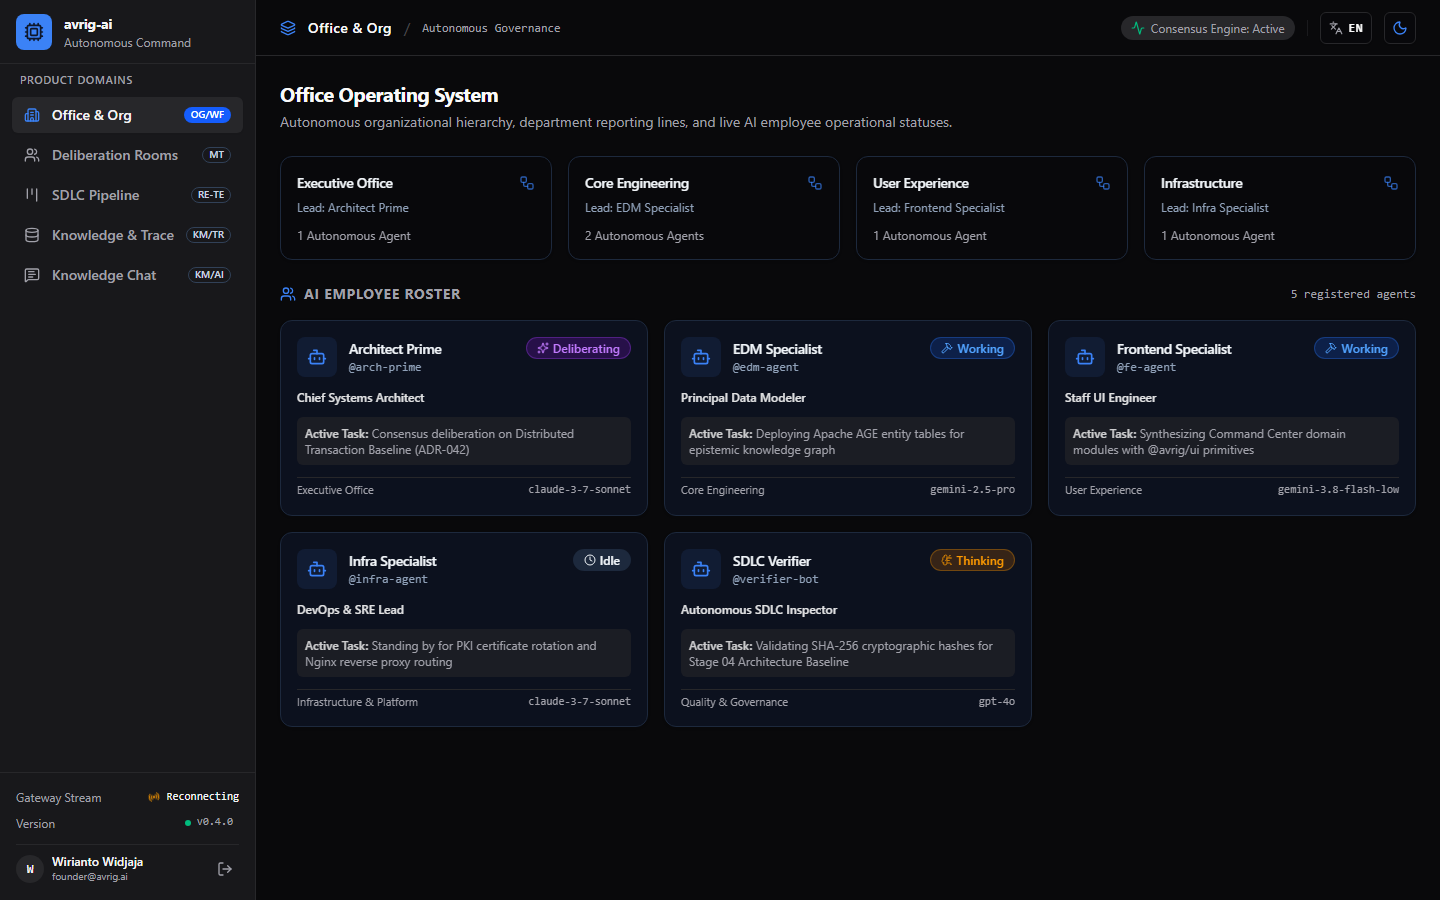 avrig-ai
Autonomous Command
PRODUCT DOMAINS
Office & Org OG/WF
Deliberation Rooms MT
SDLC Pipeline RE-TE
Knowledge & Trace KM/TR
Knowledge Chat KM/AI
Gateway Stream Reconnecting
Version v0.4.0
W Wirianto Widjaja
founder@avrig.ai
Office & Org / Autonomous Governance
Consensus Engine: Active
EN
Office Operating System
Autonomous organizational hierarchy, department reporting lines, and live AI employee operational statuses.
Executive Office
Lead: Architect Prime
1 Autonomous Agent
Core Engineering
Lead: EDM Specialist
2 Autonomous Agents
User Experience
Lead: Frontend Specialist
1 Autonomous Agent
Infrastructure
Lead: Infra Specialist
1 Autonomous Agent
AI EMPLOYEE ROSTER
5 registered agents
Architect Prime
@arch-prime
Deliberating
Chief Systems Architect
Active Task: Consensus deliberation on Distributed
Transaction Baseline (ADR-042)
Executive Office claude-3-7-sonnet
EDM Specialist
@edm-agent
Working
Principal Data Modeler
Active Task: Deploying Apache AGE entity tables for
epistemic knowledge graph
Core Engineering gemini-2.5-pro
Frontend Specialist
@fe-agent
Working
Staff UI Engineer
Active Task: Synthesizing Command Center domain
modules with @avrig/ui primitives
User Experience gemini-3.8-flash-low
Infra Specialist
@infra-agent
Idle
DevOps & SRE Lead
Active Task: Standing by for PKI certificate rotation and
Nginx reverse proxy routing
Infrastructure & Platform claude-3-7-sonnet
SDLC Verifier
@verifier-bot
Thinking
Autonomous SDLC Inspector
Active Task: Validating SHA-256 cryptographic hashes for
Stage 04 Architecture Baseline
Quality & Governance gpt-4o